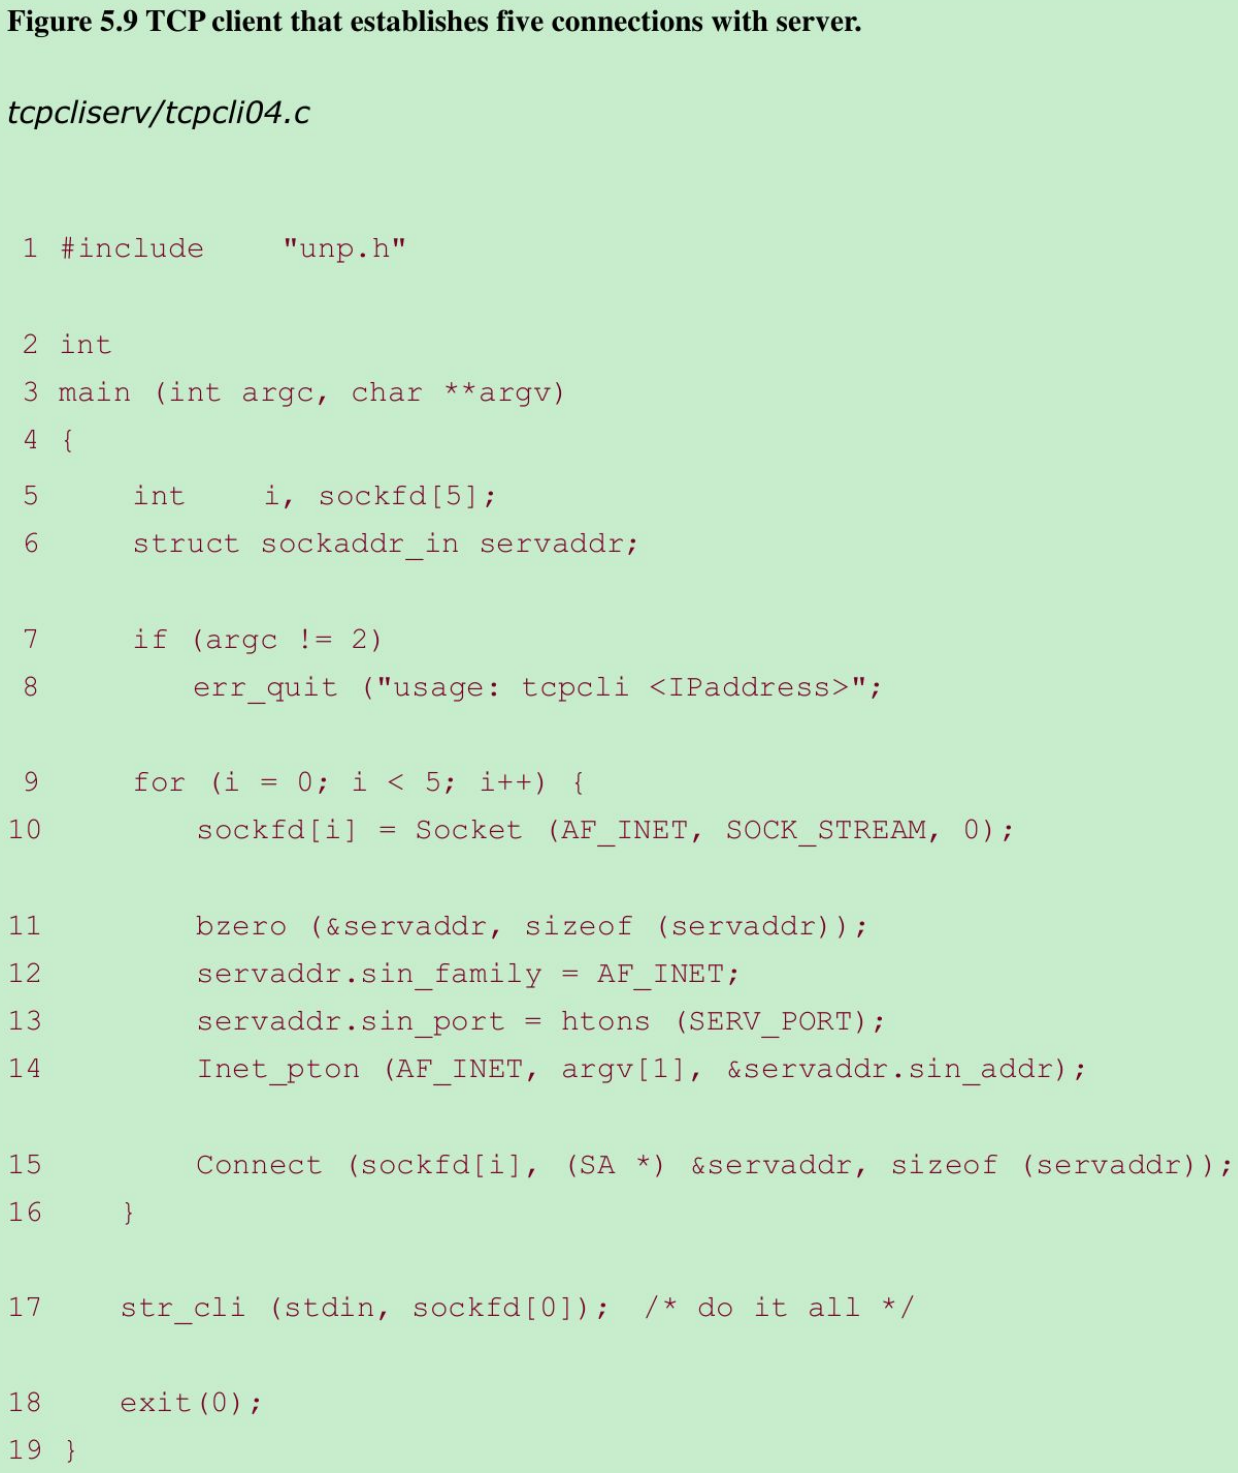 Figure 5.9 TCP client that establishes five connections with server.
tcpcliserv/tcpcli04.c
1 #include    "unp.h"
2 int
3 main (int argc, char **argv)
4 {
5     int    i, sockfd[5];
6     struct sockaddr_in servaddr;
7     if (argc != 2)
8         err_quit ("usage: tcpcli <IPaddress>";
9     for (i = 0; i < 5; i++) {
10         sockfd[i] = Socket (AF_INET, SOCK_STREAM, 0);
11         bzero (&servaddr, sizeof (servaddr));
12         servaddr.sin_family = AF_INET;
13         servaddr.sin_port = htons (SERV_PORT);
14         Inet_pton (AF_INET, argv[1], &servaddr.sin_addr);
15         Connect (sockfd[i], (SA *) &servaddr, sizeof (servaddr));
16     }
17     str_cli (stdin, sockfd[0]);  /* do it all */
18     exit(0);
19 }